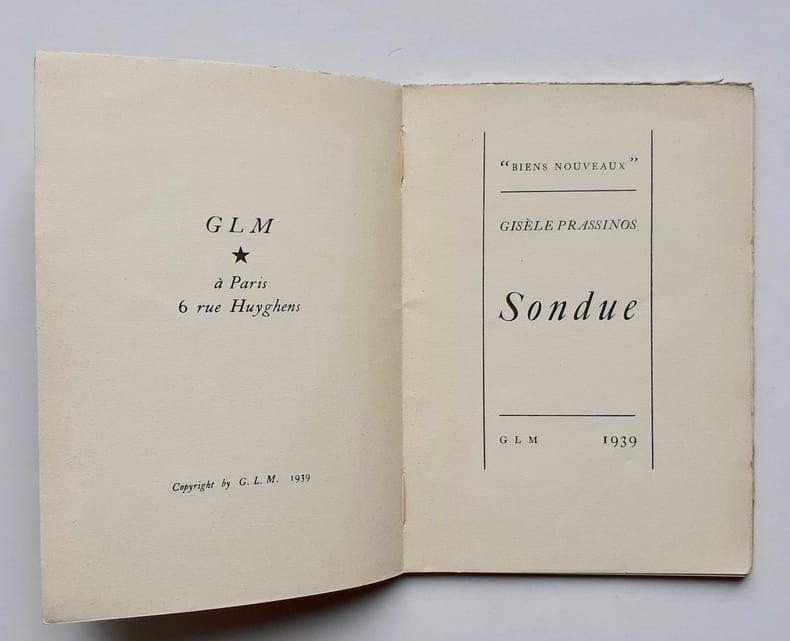 GLM
★
à Paris
6 rue Huyghens
Copyright by G. L. M. 1939
“BIENS NOUVEAUX”
GISÈLE PRASSINOS
Sondue
GLM 1939